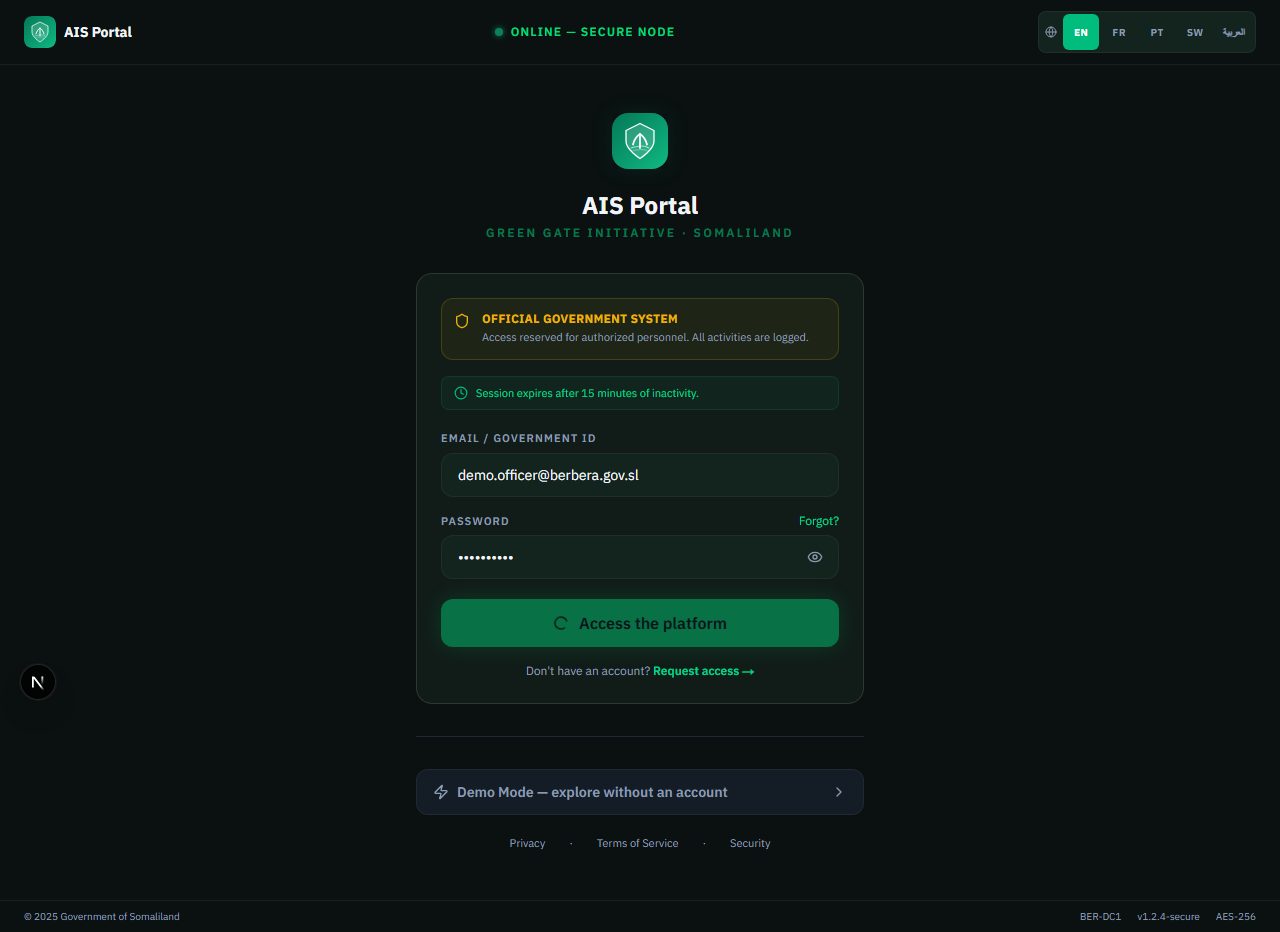 AIS Portal
ONLINE — SECURE NODE
EN FR PT SW العربية
AIS Portal
GREEN GATE INITIATIVE · SOMALILAND
OFFICIAL GOVERNMENT SYSTEM
Access reserved for authorized personnel. All activities are logged.
Session expires after 15 minutes of inactivity.
EMAIL / GOVERNMENT ID
demo.officer@berbera.gov.sl
PASSWORD Forgot?
••••••••••
Access the platform
Don't have an account? Request access →
N
Demo Mode — explore without an account
Privacy · Terms of Service · Security
© 2025 Government of Somaliland BER-DC1 v1.2.4-secure AES-256